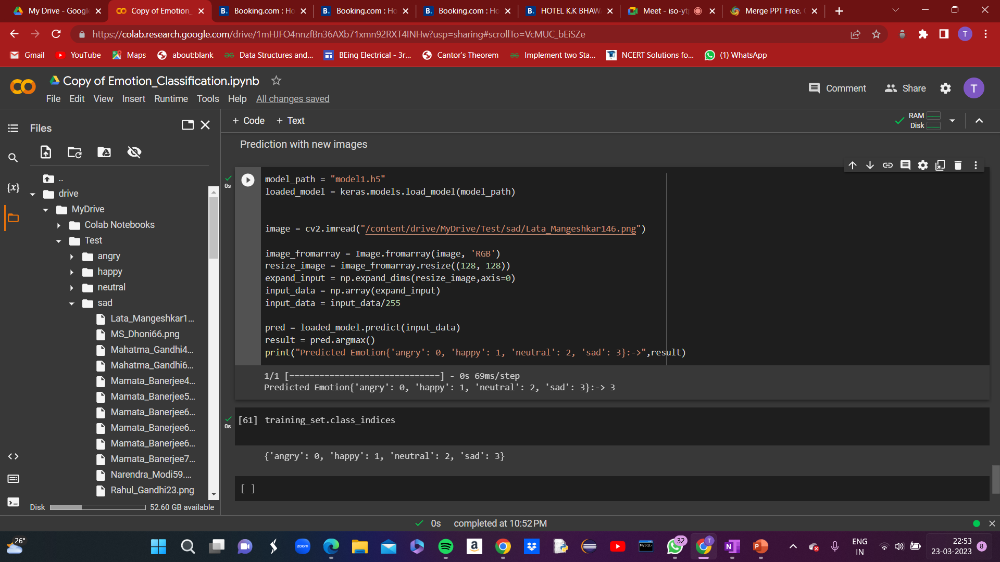 My Drive - Googl
Copy of Emotion_
Booking.com : Ho
Booking.com : Ho
Booking.com : Ho
HOTEL K.K BHAW
Meet - iso-yt
Merge PPT Free.
https://colab.research.google.com/drive/1mHJFO4nnzfBn36AXb71xmn92RXT4INHw?usp=sharing#scrollTo=VcMUC_bEiSZe
T
Gmail
YouTube
Maps
about:blank
Data Structures and...
BEing Electrical - 3r...
Cantor's Theorem
Implement two Sta...
NCERT Solutions fo...
(1) WhatsApp
Copy of Emotion_Classification.ipynb
File Edit View Insert Runtime Tools Help All changes saved
Comment
Share
T
Files
+ Code + Text
RAM
Disk
..
drive
MyDrive
Colab Notebooks
Test
angry
happy
neutral
sad
Lata_Mangeshkar1...
MS_Dhoni66.png
Mahatma_Gandhi4...
Mahatma_Gandhi6...
Mamata_Banerjee4...
Mamata_Banerjee5...
Mamata_Banerjee6...
Mamata_Banerjee6...
Mamata_Banerjee6...
Mamata_Banerjee7...
Narendra_Modi59....
Rahul_Gandhi23.png
Disk 52.60 GB available
Prediction with new images
0s
model_path = "model1.h5"
loaded_model = keras.models.load_model(model_path)
image = cv2.imread("/content/drive/MyDrive/Test/sad/Lata_Mangeshkar146.png")
image_fromarray = Image.fromarray(image, 'RGB')
resize_image = image_fromarray.resize((128, 128))
expand_input = np.expand_dims(resize_image,axis=0)
input_data = np.array(expand_input)
input_data = input_data/255
pred = loaded_model.predict(input_data)
result = pred.argmax()
print("Predicted Emotion{'angry': 0, 'happy': 1, 'neutral': 2, 'sad': 3}:->",result)
1/1 [==============================] - 0s 69ms/step
Predicted Emotion{'angry': 0, 'happy': 1, 'neutral': 2, 'sad': 3}:-> 3
0s
[61] training_set.class_indices
{'angry': 0, 'happy': 1, 'neutral': 2, 'sad': 3}
[ ]
0s completed at 10:52 PM
26°
zoom
MySQL
32
T
ENG
IN
22:53
23-03-2023
8